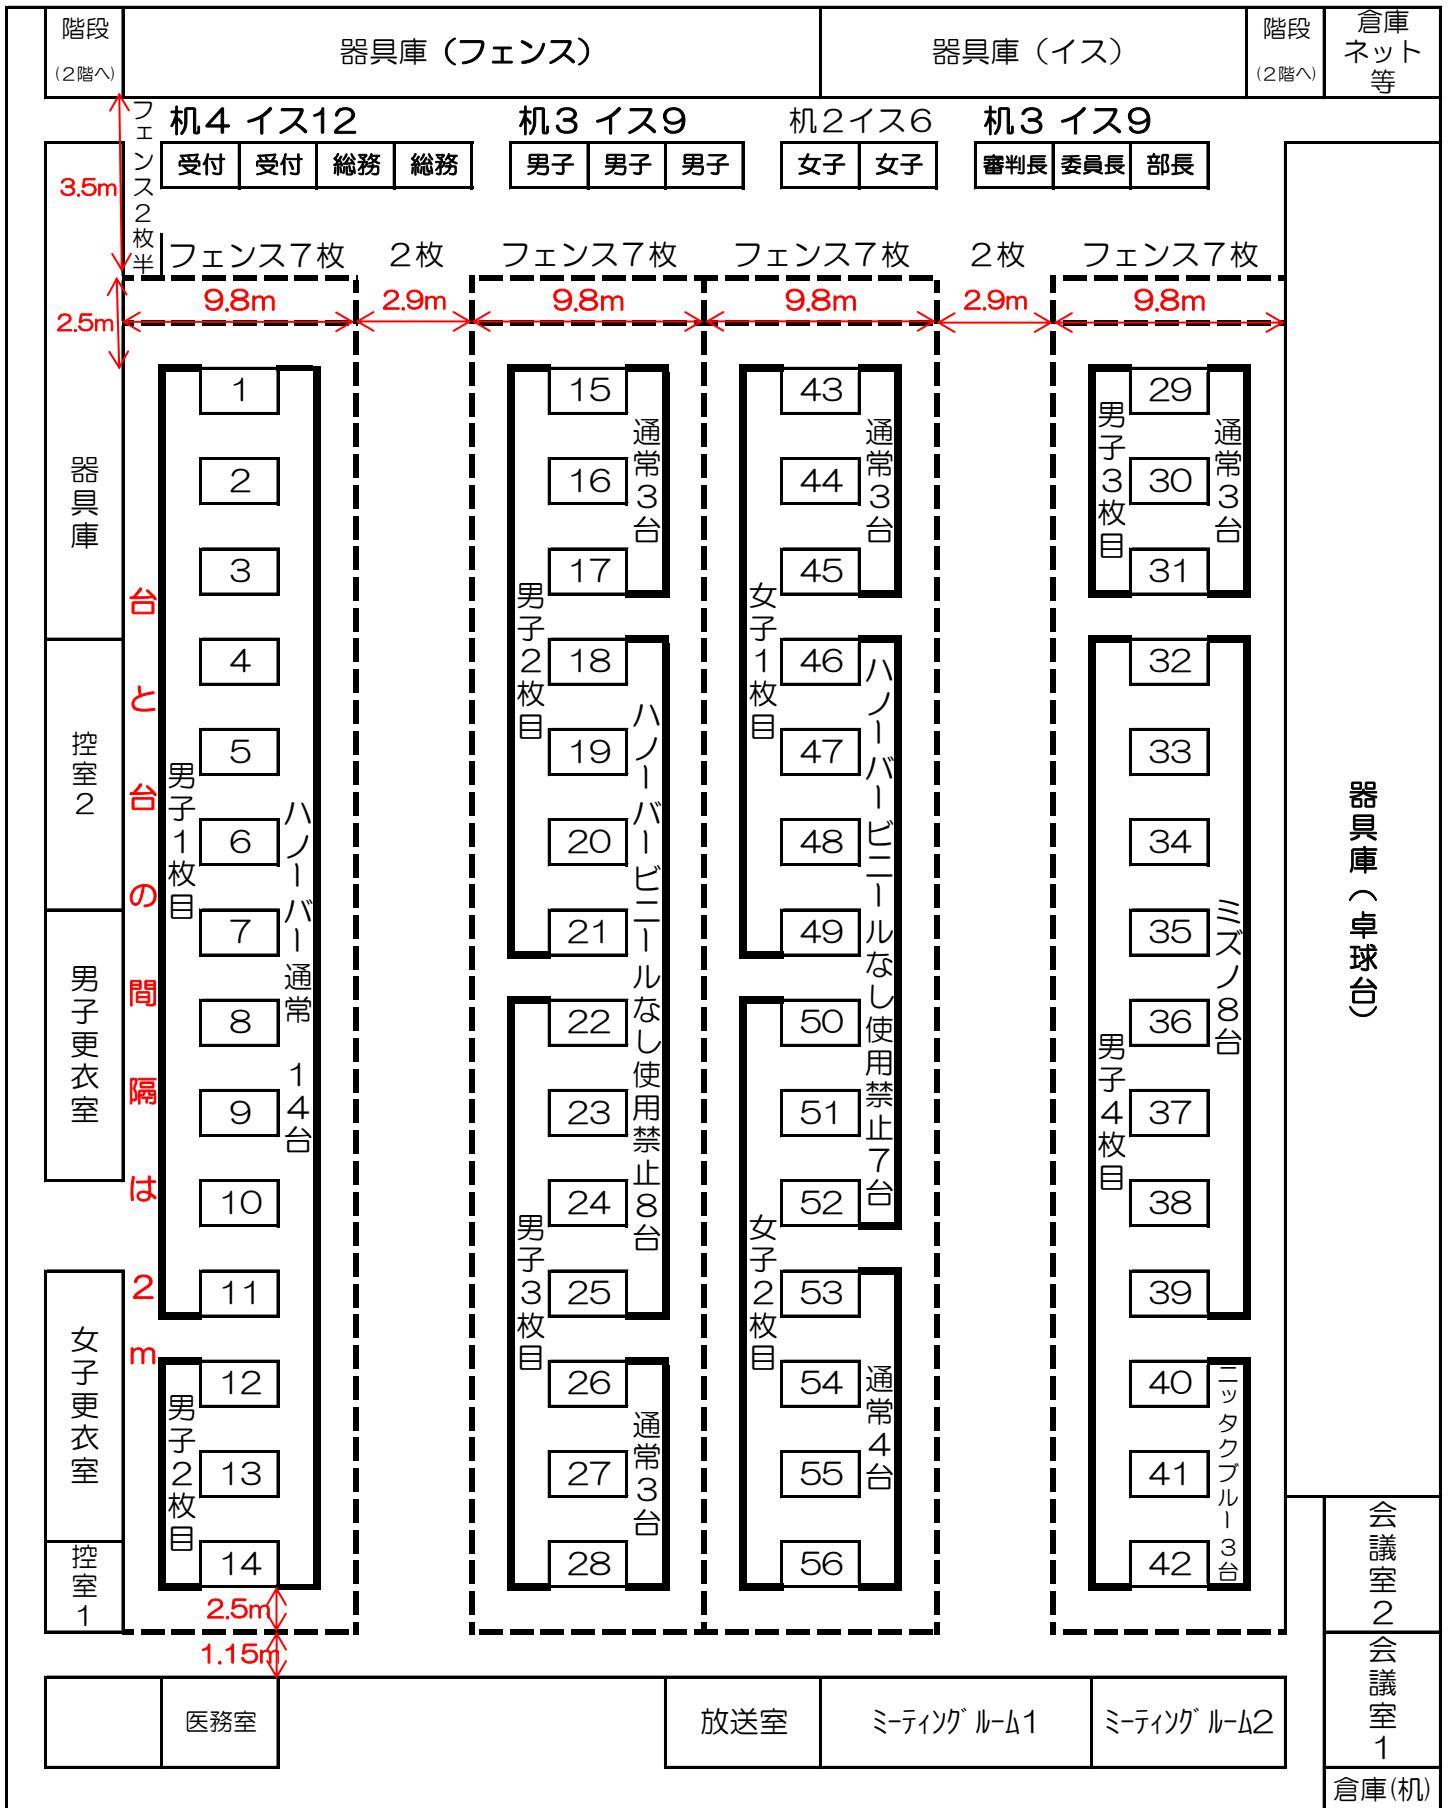 階段
(2階へ)
器具庫（フェンス）
器具庫（イス）
階段
(2階へ)
倉庫
ネット
等
机4 イス12
机3 イス9
机2イス6
机3 イス9
受付
受付
総務
総務
男子
男子
男子
女子
女子
審判長
委員長
部長
フェンス2枚半
3.5m
フェンス7枚
2枚
フェンス7枚
フェンス7枚
2枚
フェンス7枚
9.8m
2.9m
9.8m
9.8m
2.9m
9.8m
2.5m
器具庫
控室2
男子更衣室
女子更衣室
控室1
台と台の間隔は2m
男子1枚目
男子2枚目
1
2
3
4
5
6
7
8
9
10
11
12
13
14
ハノーバー通常 14台
男子2枚目
男子3枚目
15
16
17
18
19
20
21
22
23
24
25
26
27
28
通常3台
ハノーバービニールなし使用禁止8台
通常3台
女子1枚目
女子2枚目
43
44
45
46
47
48
49
50
51
52
53
54
55
56
通常3台
ハノーバービニールなし使用禁止7台
通常4台
男子3枚目
男子4枚目
29
30
31
32
33
34
35
36
37
38
39
40
41
42
通常3台
ミズノ8台
ニッタクブルー3台
器具庫（卓球台）
2.5m
1.15m
会議室2
会議室1
倉庫(机)
医務室
放送室
ミーティングルーム1
ミーティングルーム2